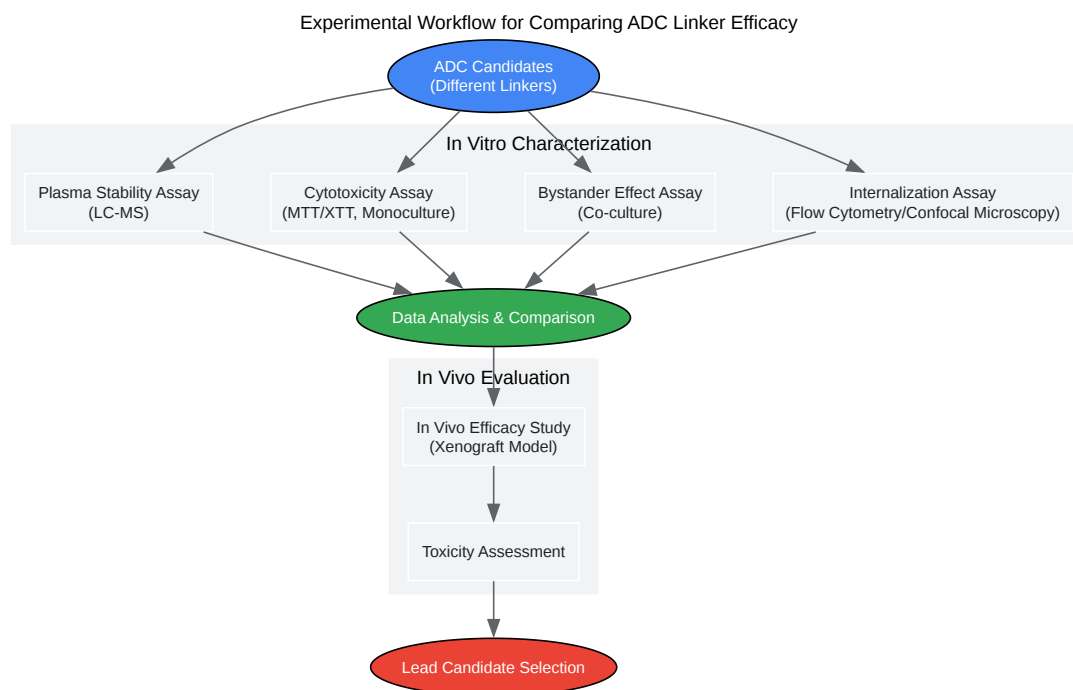 Experimental Workflow for Comparing ADC Linker Efficacy
ADC Candidates
(Different Linkers)
In Vitro Characterization
Plasma Stability Assay
(LC-MS)
Cytotoxicity Assay
(MTT/XTT, Monoculture)
Bystander Effect Assay
(Co-culture)
Internalization Assay
(Flow Cytometry/Confocal Microscopy)
Data Analysis & Comparison
In Vivo Evaluation
In Vivo Efficacy Study
(Xenograft Model)
Toxicity Assessment
Lead Candidate Selection